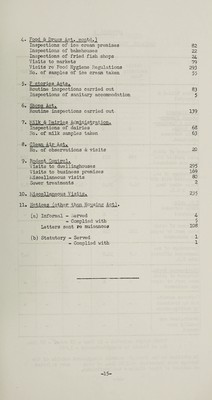 4. Food & Drugs Act. contd.)
Inspections of ice cream premises 82
Inspections of bakehouses 22
Inspections of fried fish shops 24
Visits to markets 79
Visits re Food Hygiene Regulations 293
No. of samples of ice cream taken 55
5. Factories Acts.
Routine inspections carried out 83
Inspections of sanitary accommodation 5
6. Shops Act.
Routine inspections carried out 139
7. Milk & Dairies Administration.
Inspections of dairies 68
No. of milk samples taken 63
8. Clean Air Act.
No. of observations & visits 20
9. Rodent Control.
Visits to dwellinghouses 295
Visits to business premises 169
Miscellaneous visits 80
Sewer treatments 2
10. Miscellaneous Visits. 335
11. Notices (other than Housing Act).
(a) Informal - Served 4
- Complied with 3
Letters sent re nuisances 108
(b) Statutory - Served 1
- Complied with 1
-15-